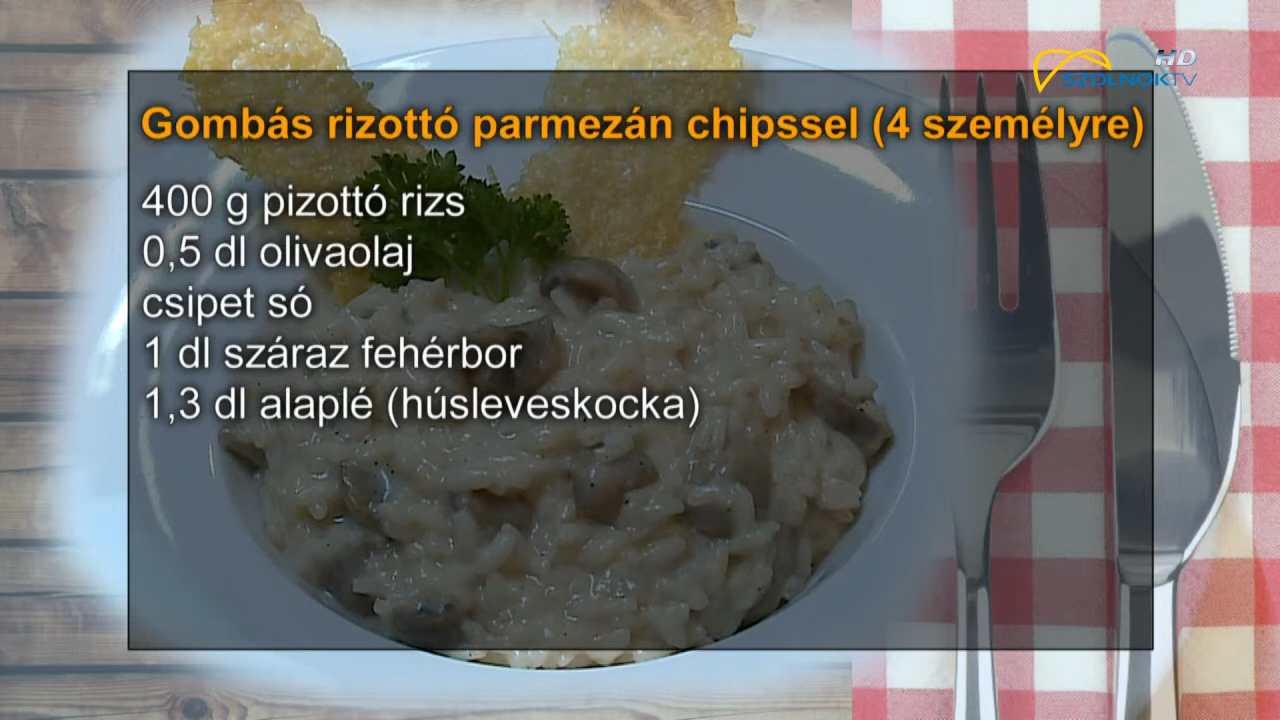 HD
SZOLNOKTV
Gombás rizottó parmezán chipssel (4 személyre)
400 g pizottó rizs
0,5 dl olivaolaj
csipet só
1 dl száraz fehérbor
1,3 dl alaplé (húsleveskocka)